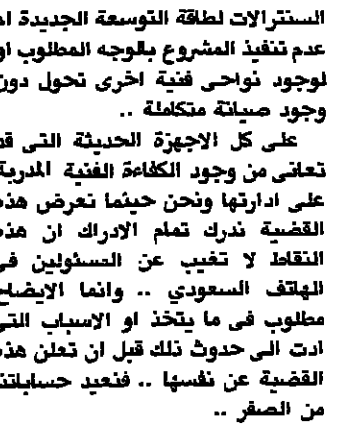 السنترالات لطاقة التوسعة الجديدة او
عدم تنفيذ المشروع بالوجه المطلوب او
لوجود نواحى فنية اخرى تحول دون
وجود صيانة متكاملة ..
على كل الاجهزة الحديثة التى قد
تعانى من وجود الكفاءة الفنية المدربة
على ادارتها ونحن حينما نعرض هذه
القضية ندرك تمام الادراك ان هذه
النقاط لا تغيب عن المسئولين فى
الهاتف السعودي .. وانما الايضاح
مطلوب فى ما يتخذ او الاسباب التى
ادت الى حدوث ذلك قبل ان تعلن هذه
القضية عن نفسها .. فنعيد حساباتنا
من الصفر ..